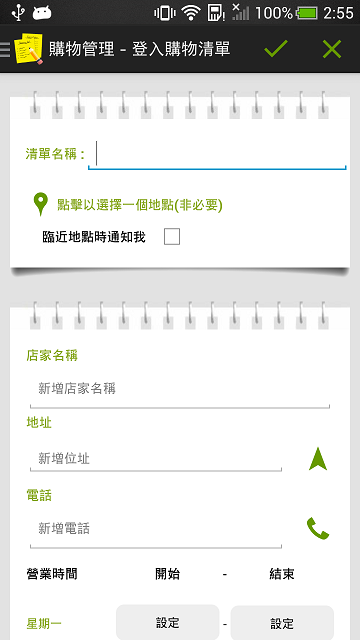 100% 2:55
購物管理 - 登入購物清單
清單名稱 :
點擊以選擇一個地點(非必要)
臨近地點時通知我
店家名稱
新增店家名稱
地址
新增位址
電話
新增電話
營業時間 開始 - 結束
星期一 設定 - 設定